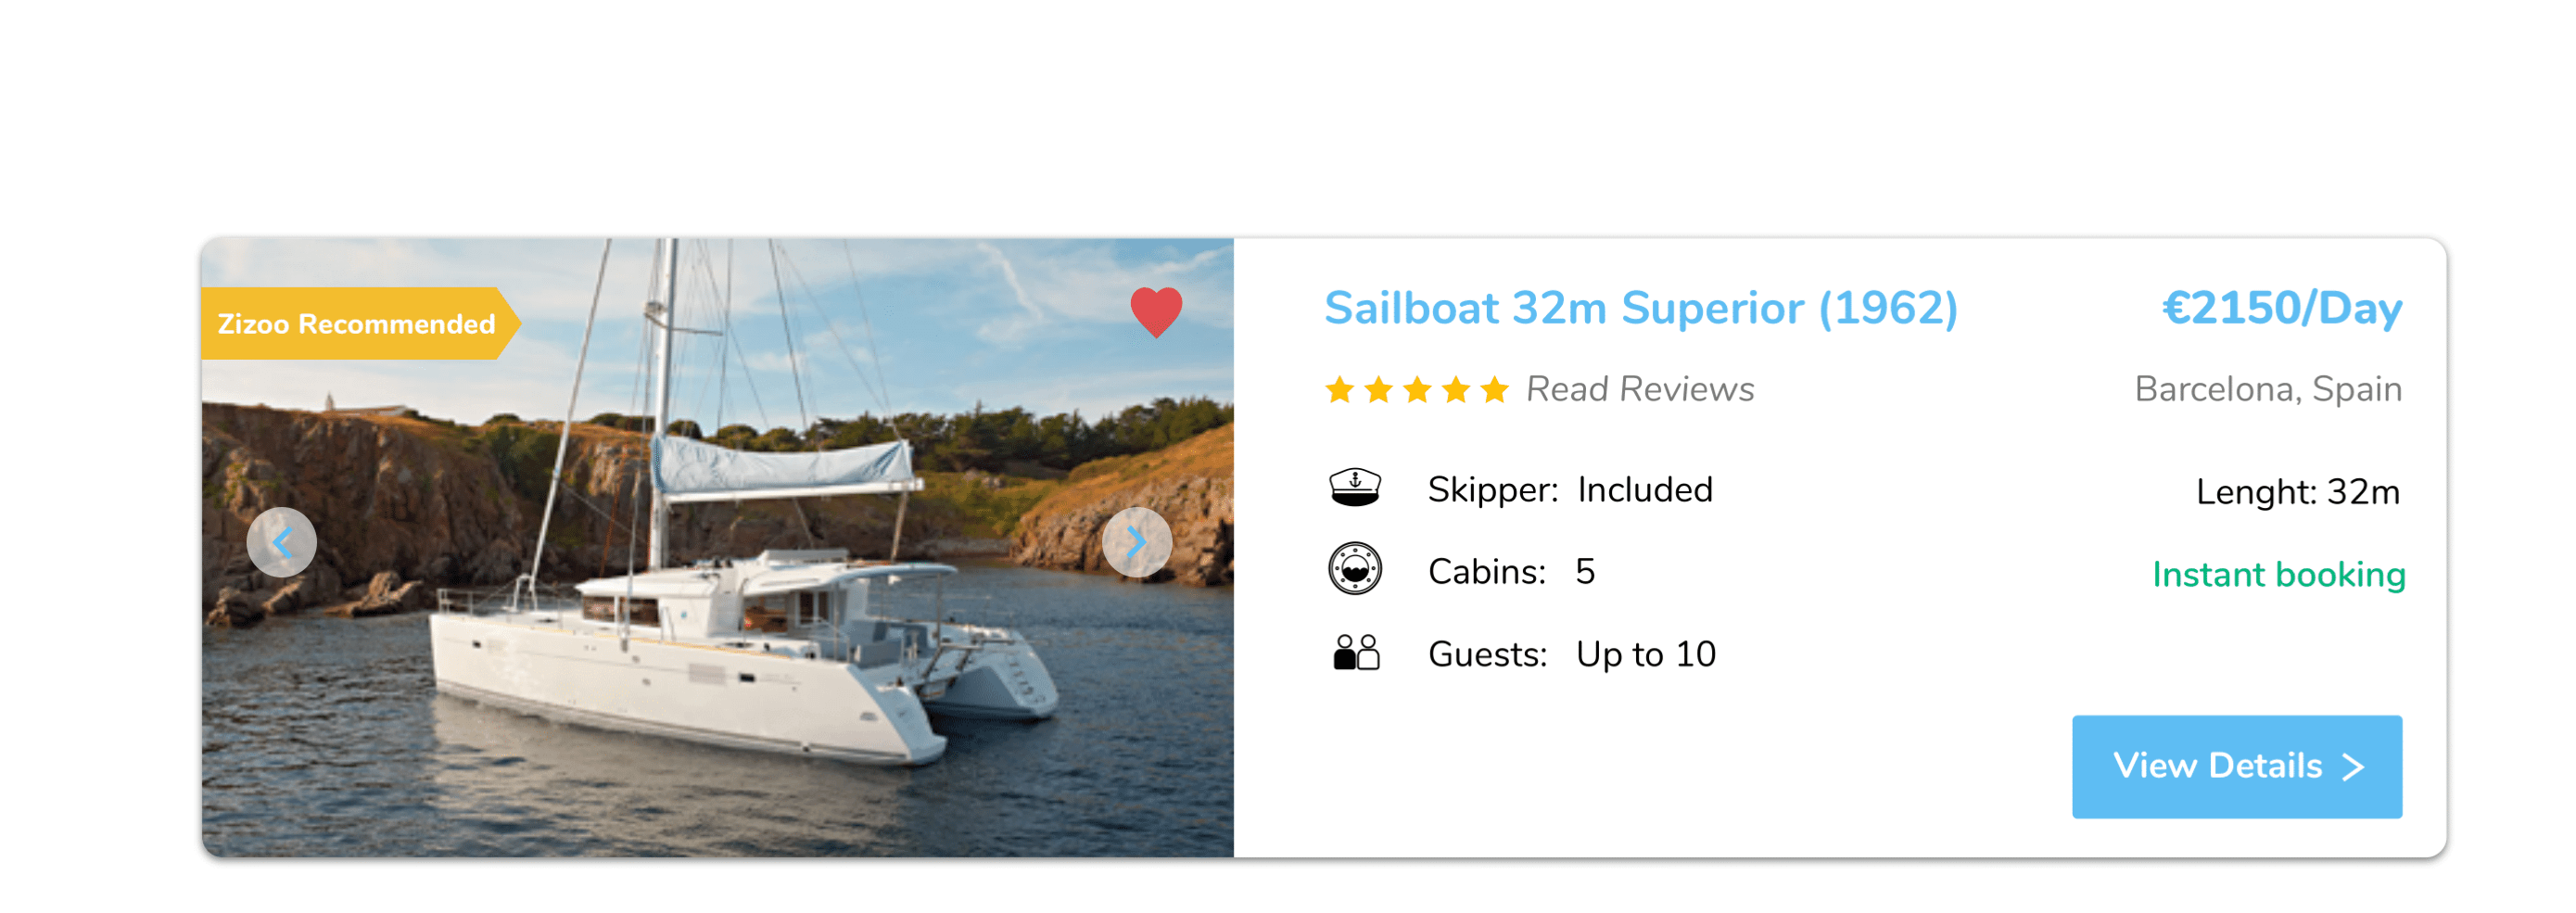 Zizoo Recommended
Sailboat 32m Superior (1962)
€2150/Day
Read Reviews
Barcelona, Spain
Skipper: Included
Lenght: 32m
Cabins: 5
Instant booking
Guests: Up to 10
View Details >